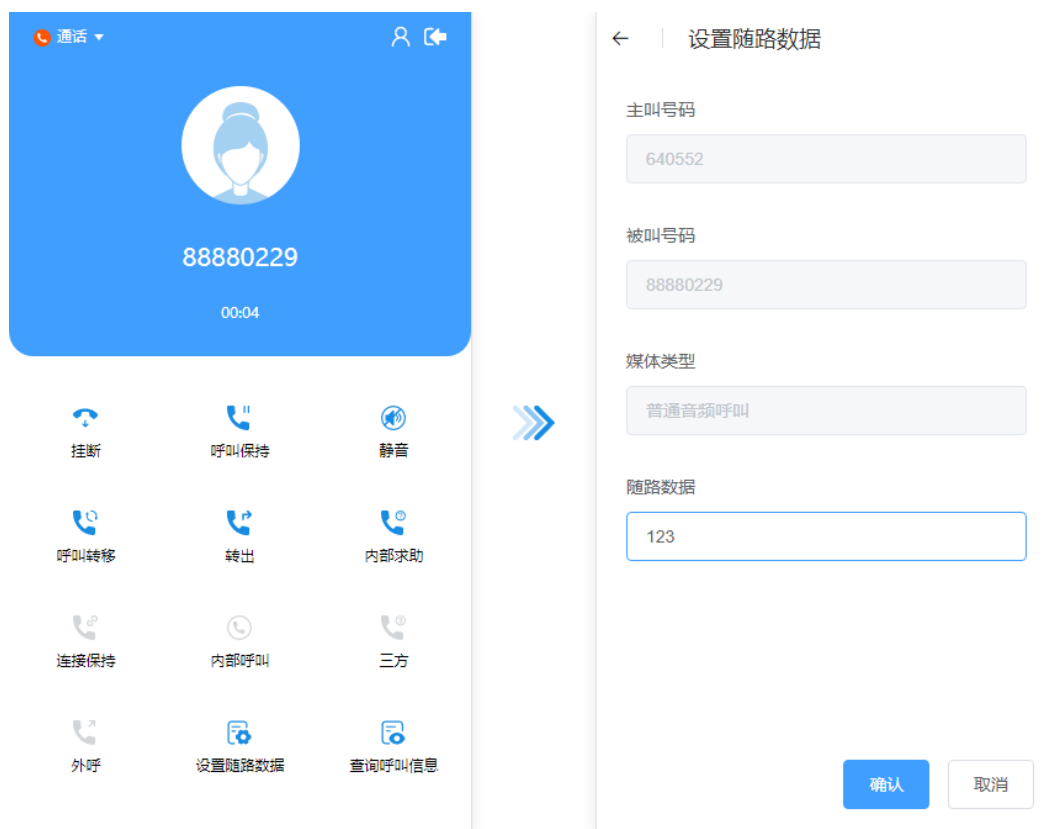 通话
88880229
00:04
挂断 呼叫保持 静音
呼叫转移 转出 内部求助
连接保持 内部呼叫 三方
外呼 设置随路数据 查询呼叫信息
设置随路数据
主叫号码
640552
被叫号码
88880229
媒体类型
普通音频呼叫
随路数据
123
确认 取消